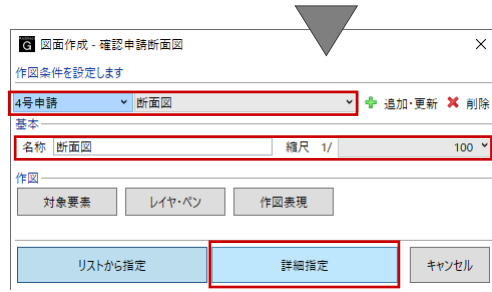 G 図面作成 - 確認申請断面図 ×
作図条件を設定します
4号申請 断面図 追加・更新 削除
基本
名称 断面図 縮尺 1/ 100
作図
対象要素 レイヤ・ペン 作図表現
リストから指定 詳細指定 キャンセル